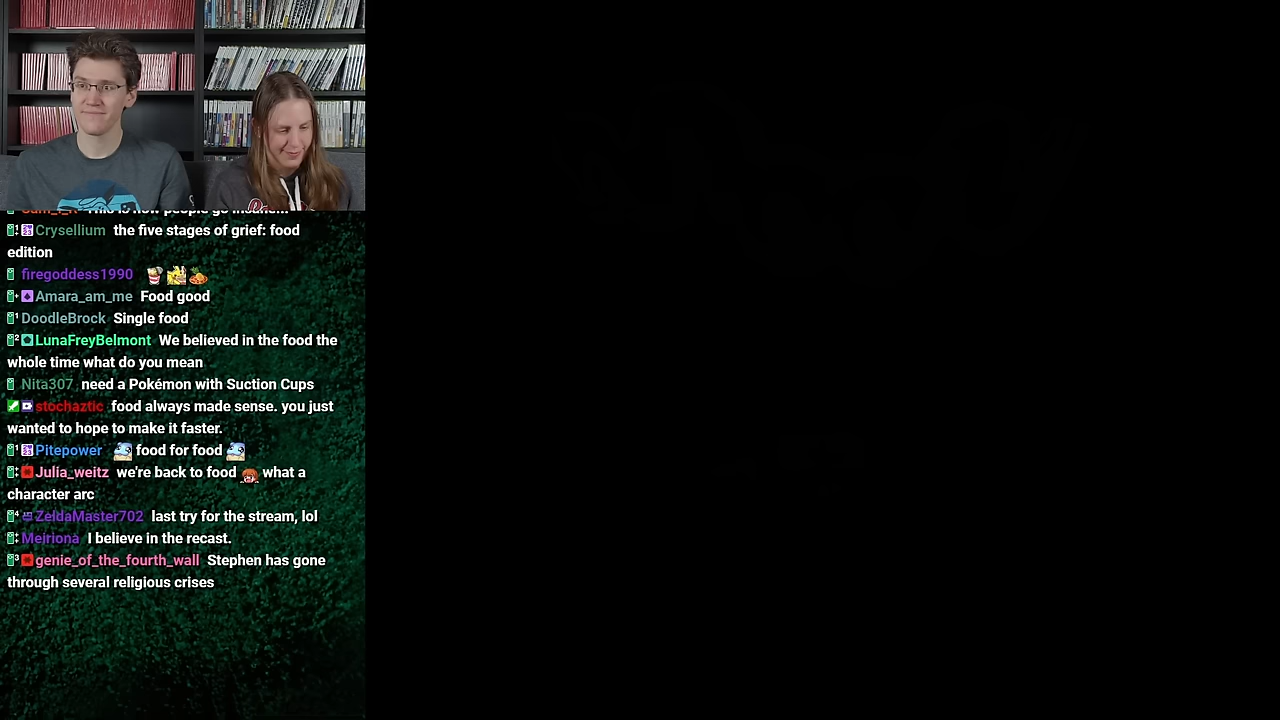 Crysellium the five stages of grief: food
edition
firegoddess1990
Amara_am_me Food good
DoodleBrock Single food
LunaFreyBelmont We believed in the food the
whole time what do you mean
Nita307 need a Pokémon with Suction Cups
stochaztic food always made sense. you just
wanted to hope to make it faster.
Pitepower food for food
Julia_weitz we're back to food what a
character arc
ZeldaMaster702 last try for the stream, lol
Mejriona I believe in the recast.
genie_of_the_fourth_wall Stephen has gone
through several religious crises